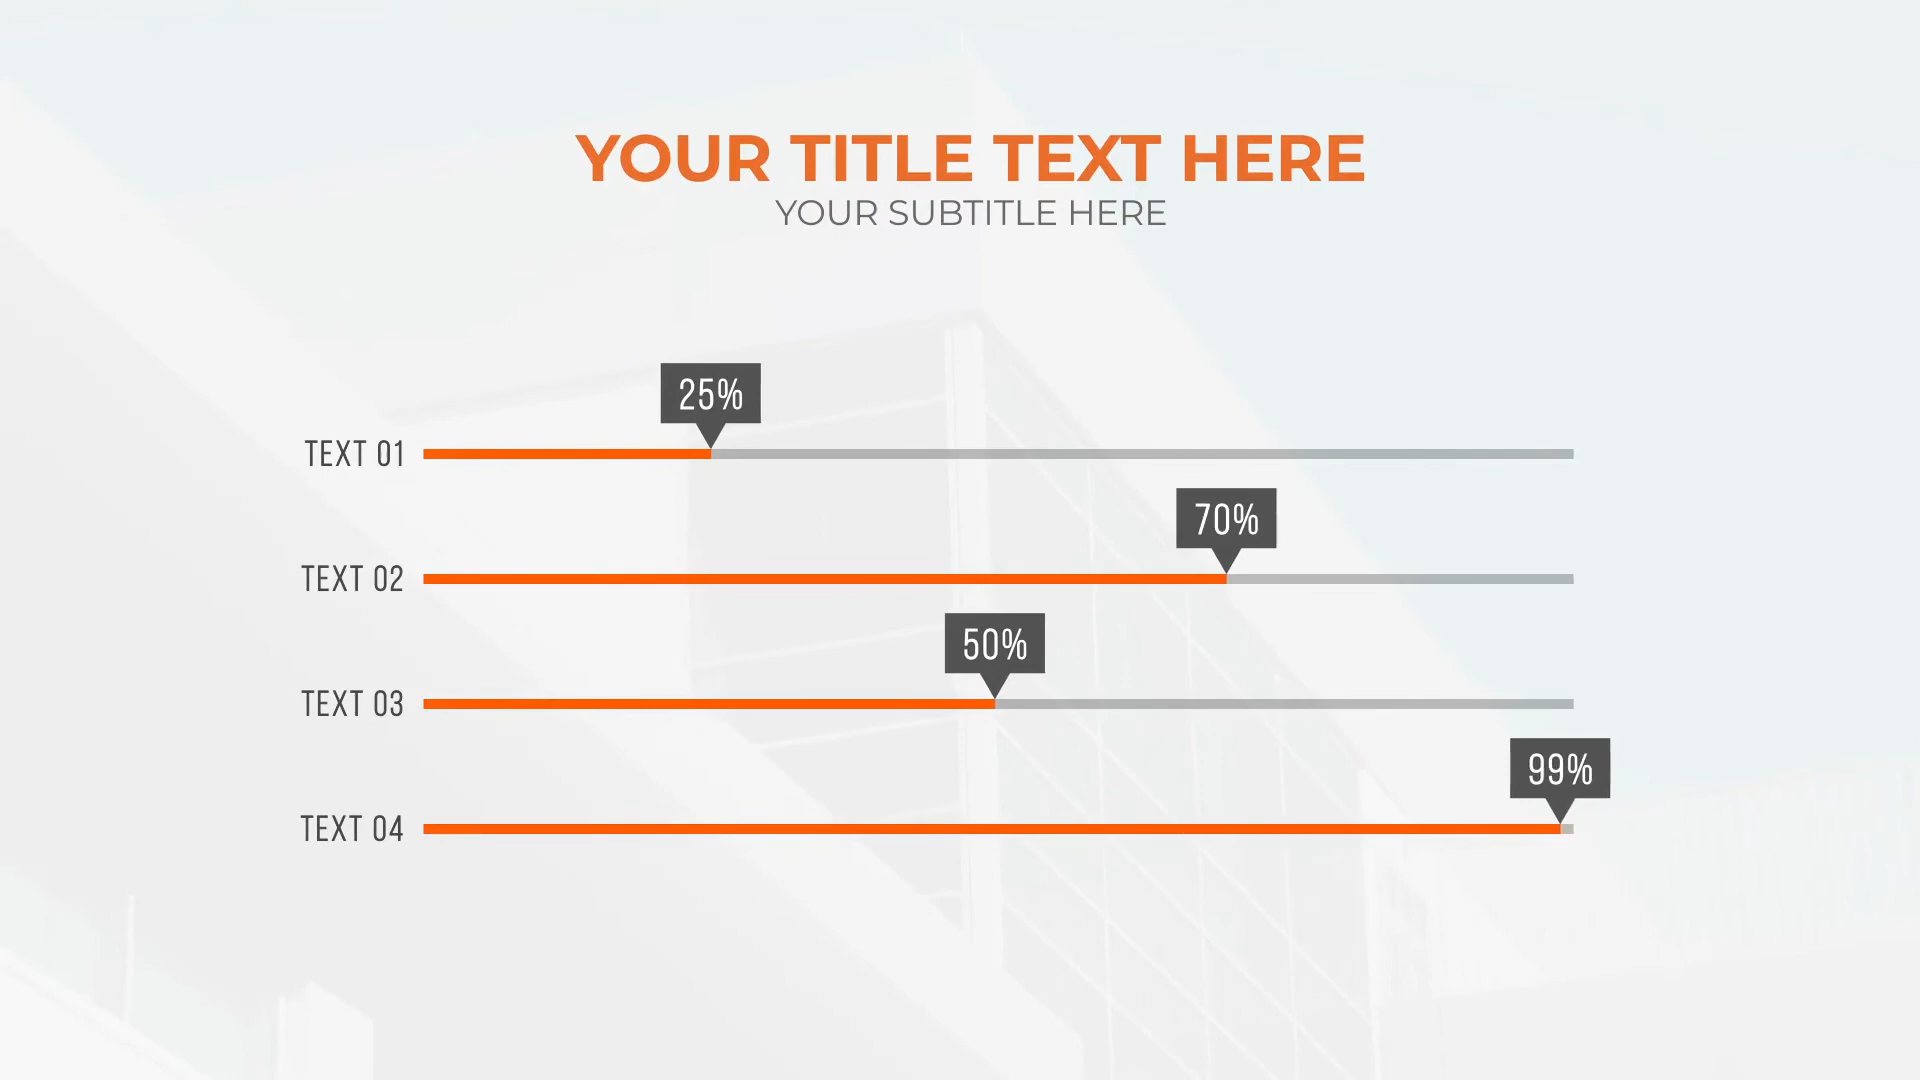 YOUR TITLE TEXT HERE
YOUR SUBTITLE HERE
25%
TEXT 01
70%
TEXT 02
50%
TEXT 03
99%
TEXT 04